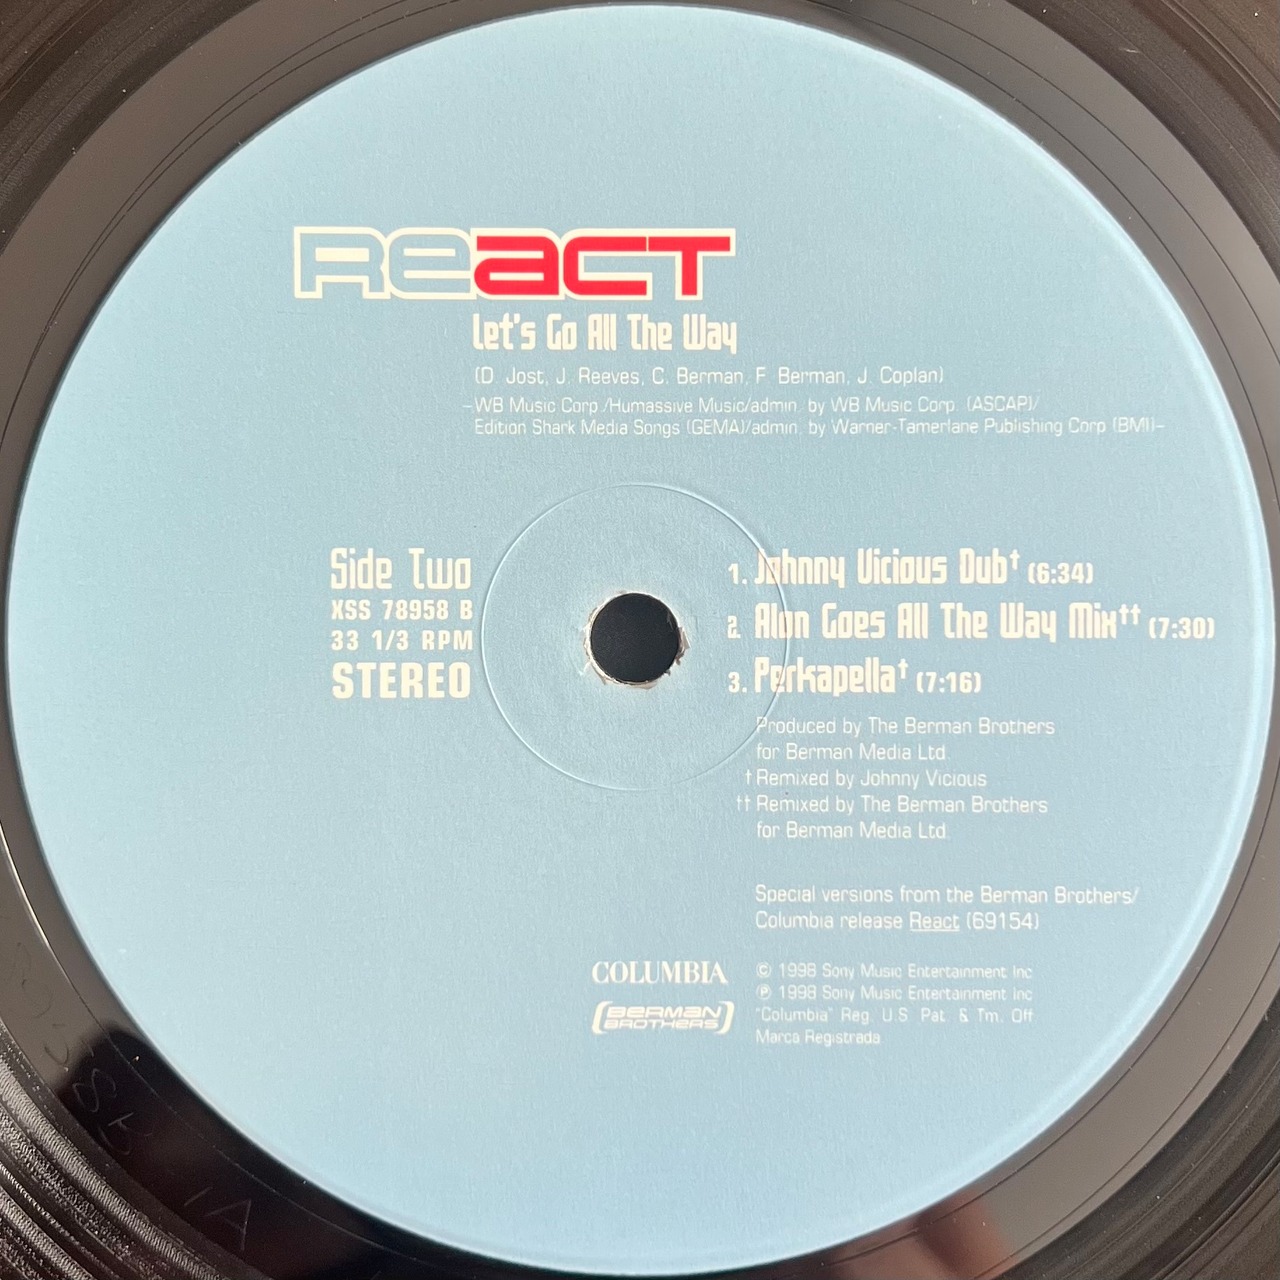 REACT
Let's Go All The Way
(D. Jost, J. Reeves, C. Berman, F. Berman, J. Coplan)
–WB Music Corp./Humassive Music/admin. by WB Music Corp. (ASCAP)/
Edition Shark Media Songs (GEMA)/admin. by Warner-Tamerlane Publishing Corp (BMI)–
Side Two
XSS 78958 B
33 1/3 RPM
STEREO
1. Johnny Vicious Dub† (6:34)
2. Alan Goes All The Way Mix†† (7:30)
3. Perkapella† (7:16)
Produced by The Berman Brothers
for Berman Media Ltd.
† Remixed by Johnny Vicious
†† Remixed by The Berman Brothers
for Berman Media Ltd.
Special versions from the Berman Brothers/
Columbia release React (69154)
COLUMBIA
BERMAN
BROTHERS
© 1998 Sony Music Entertainment Inc
℗ 1998 Sony Music Entertainment Inc
"Columbia" Reg. U.S. Pat. & Tm. Off
Marca Registrada